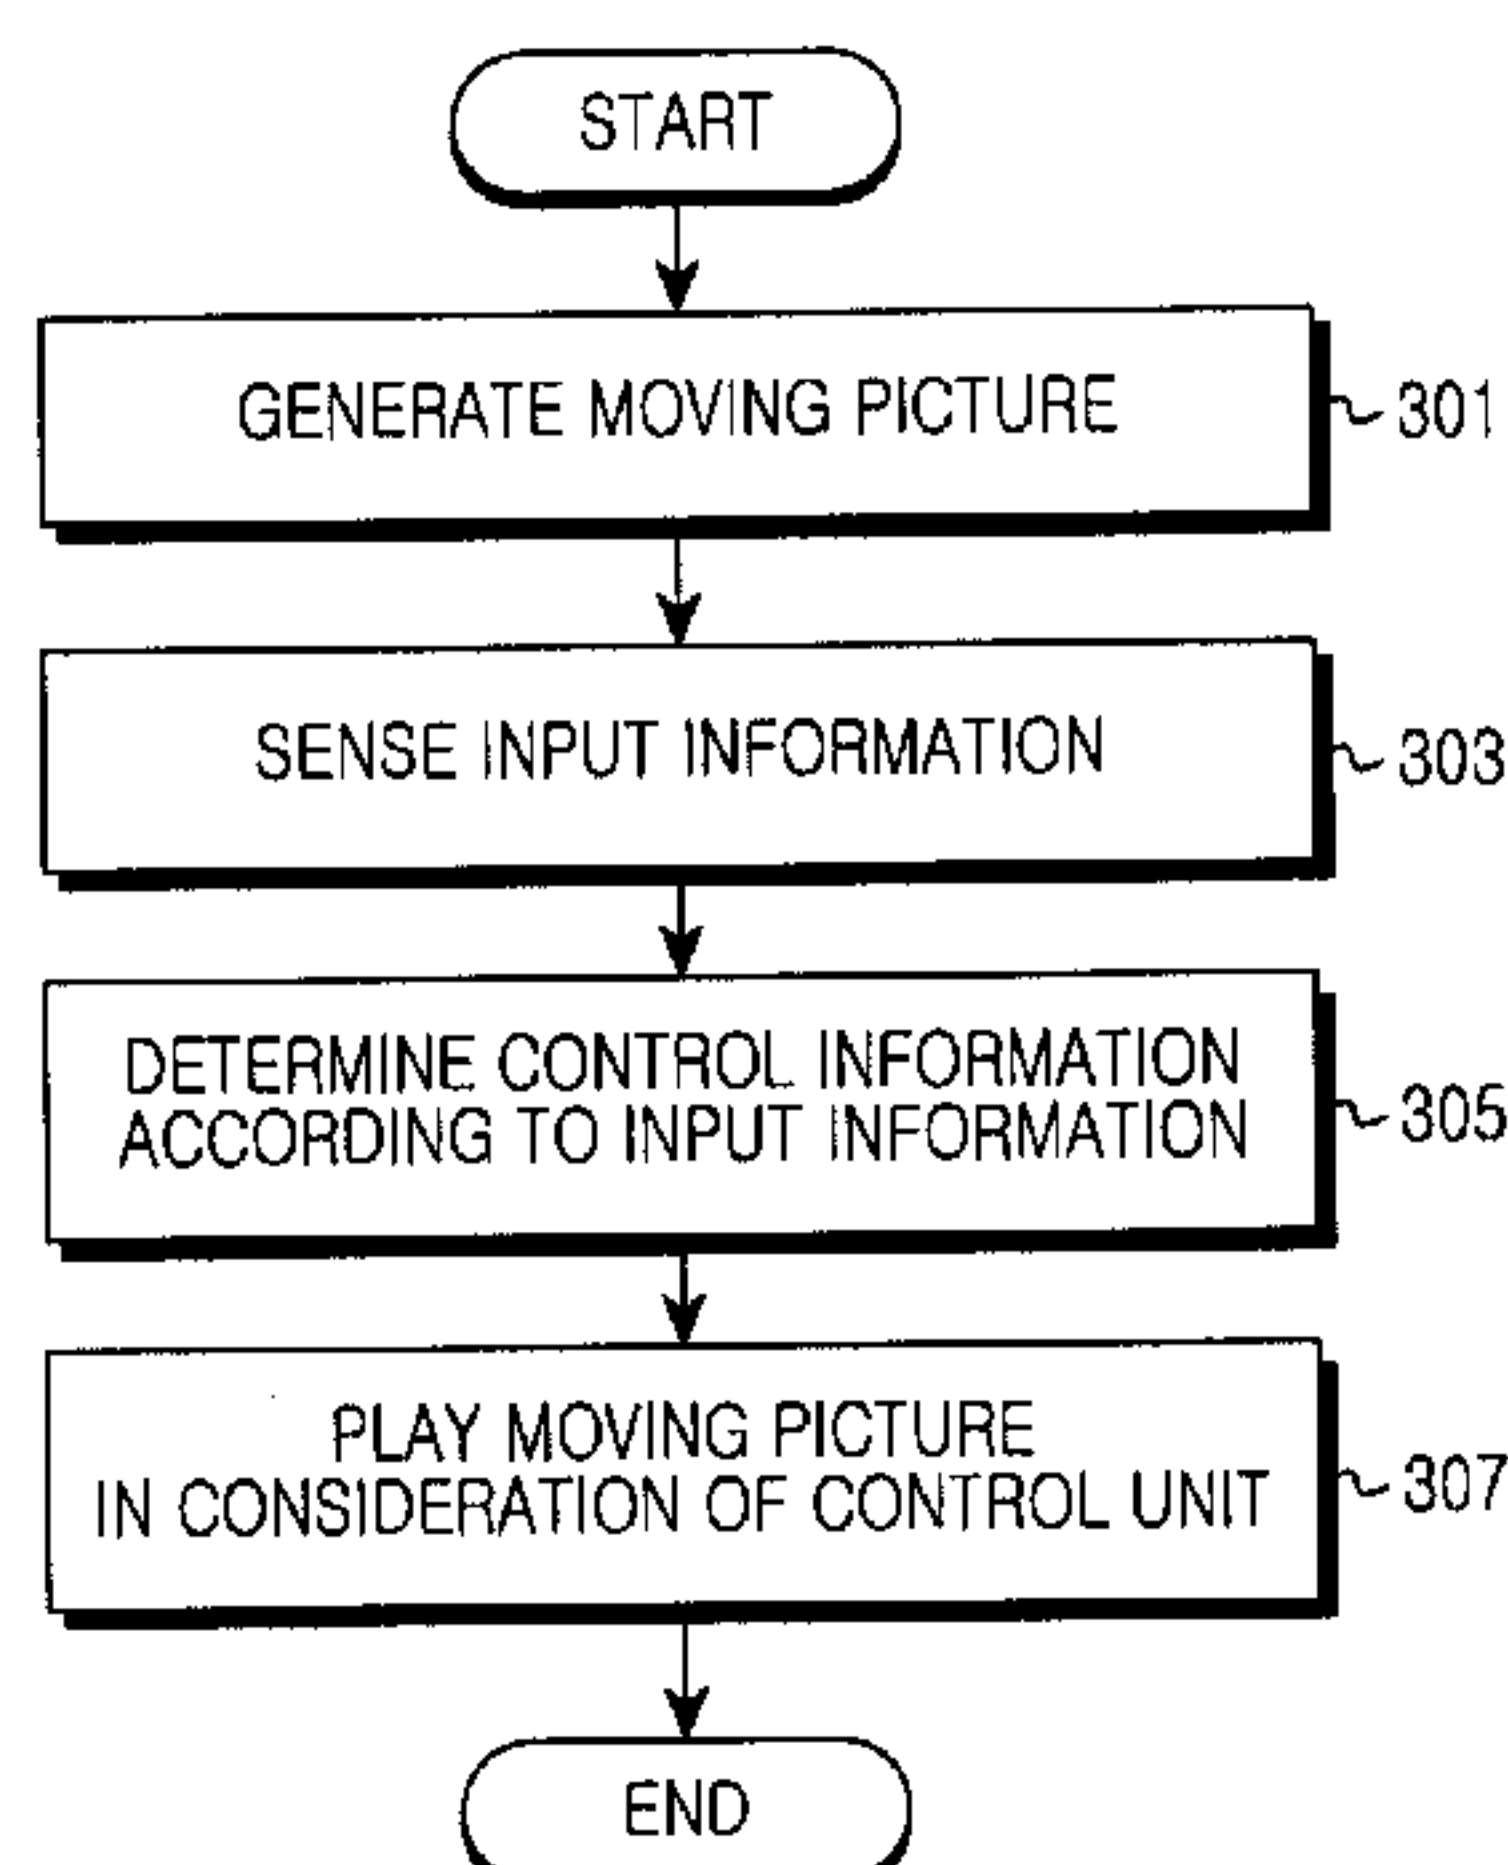 START
GENERATE MOVING PICTURE
301
SENSE INPUT INFORMATION
303
DETERMINE CONTROL INFORMATION
ACCORDING TO INPUT INFORMATION
305
PLAY MOVING PICTURE
IN CONSIDERATION OF CONTROL UNIT
307
END